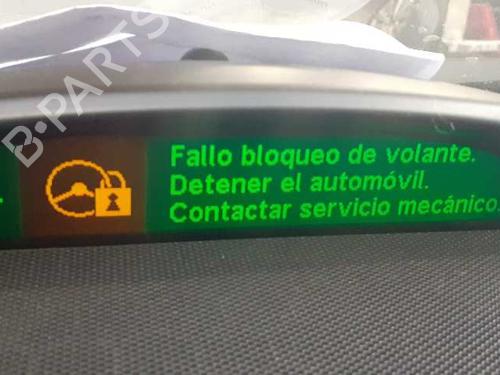 B-PARTS
Fallo bloqueo de volante.
Detener el automóvil.
Contactar servicio mecánico.